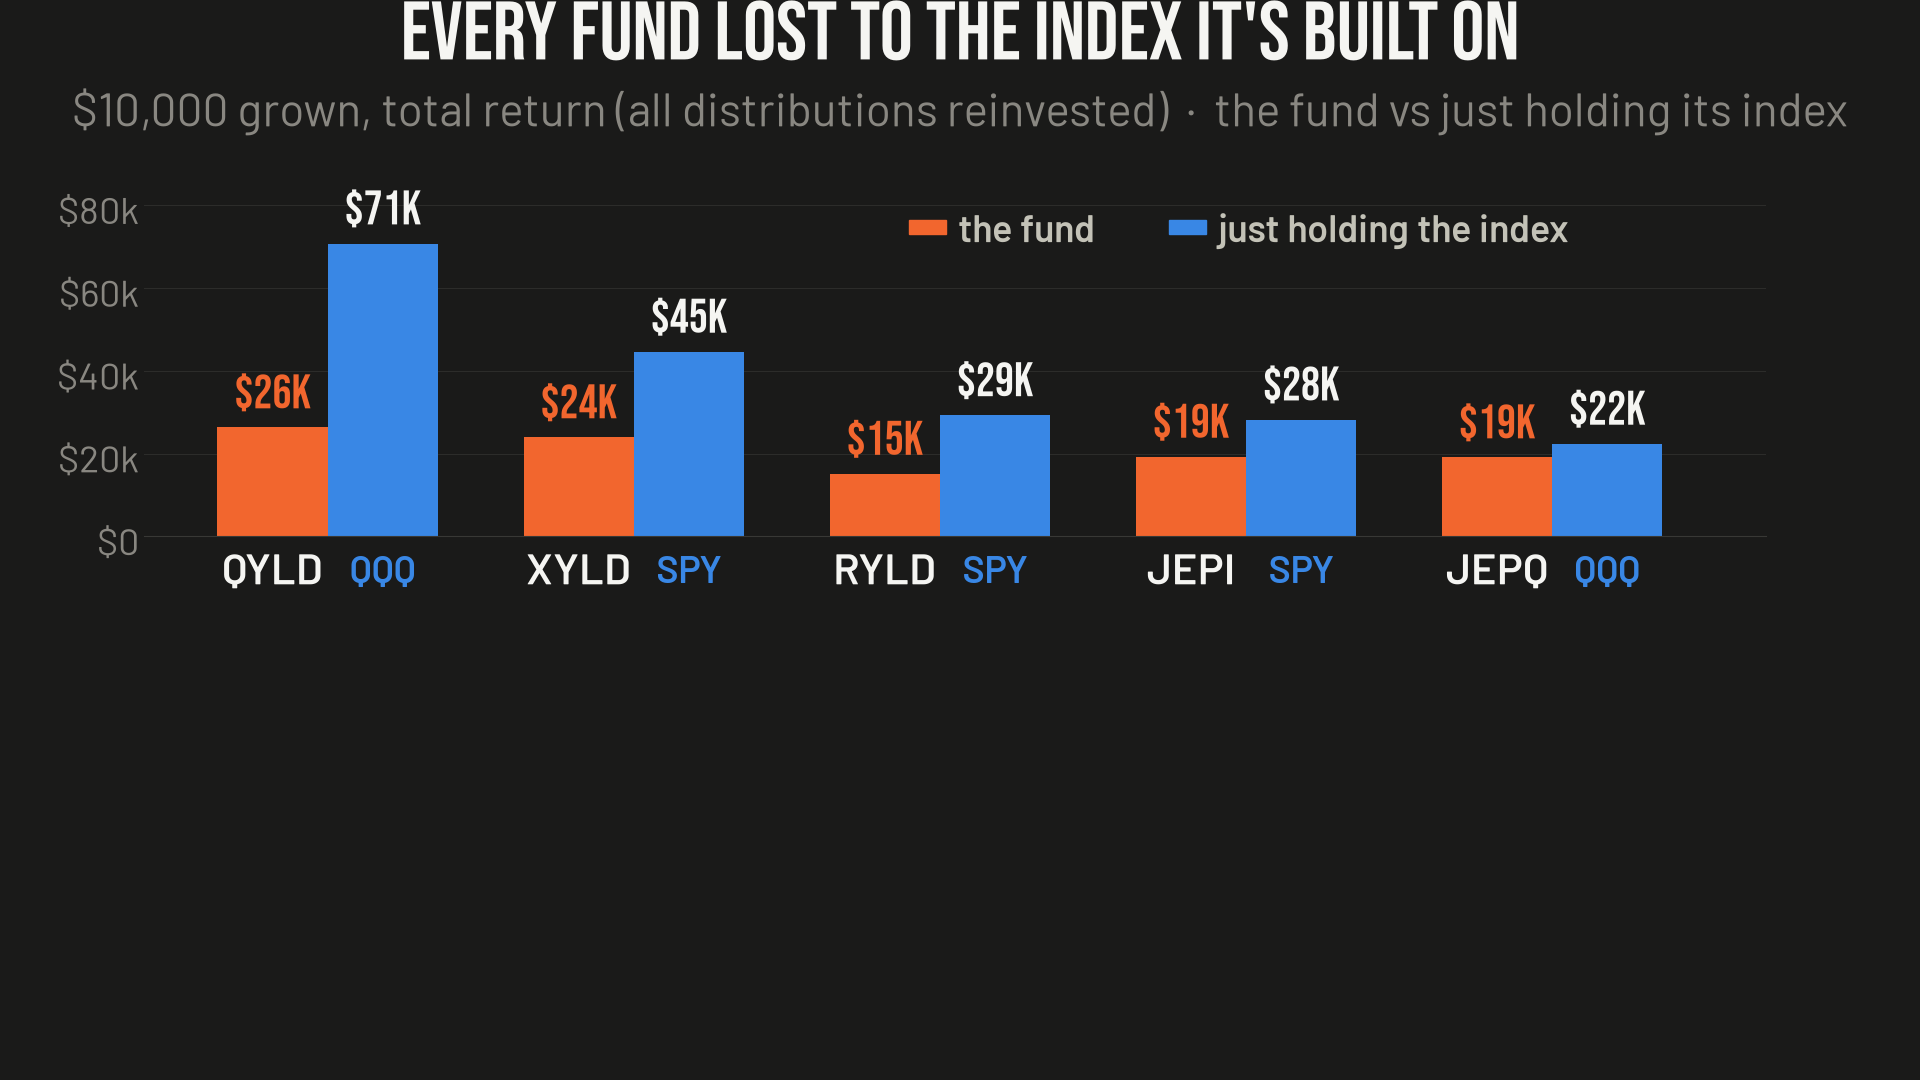 EVERY FUND LOST TO THE INDEX IT'S BUILT ON
$10,000 grown, total return (all distributions reinvested) · the fund vs just holding its index
$80k
$60k
$40k
$20k
$0
the fund
just holding the index
$26K
$71K
$24K
$45K
$15K
$29K
$19K
$28K
$19K
$22K
QYLD QQQ
XYLD SPY
RYLD SPY
JEPI SPY
JEPQ QQQ